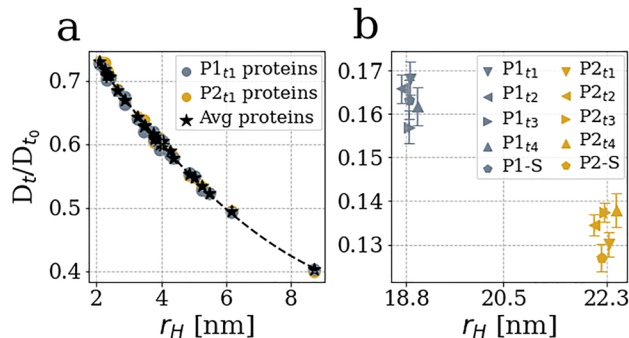 a
b
D_t/D_t₀
0.7
0.6
0.5
0.4
2
4
6
8
r_H [nm]
P1_t1 proteins
P2_t1 proteins
Avg proteins
0.17
0.16
0.15
0.14
0.13
18.8
20.5
22.3
r_H [nm]
P1_t1
P1_t2
P1_t3
P1_t4
P1-S
P2_t1
P2_t2
P2_t3
P2_t4
P2-S